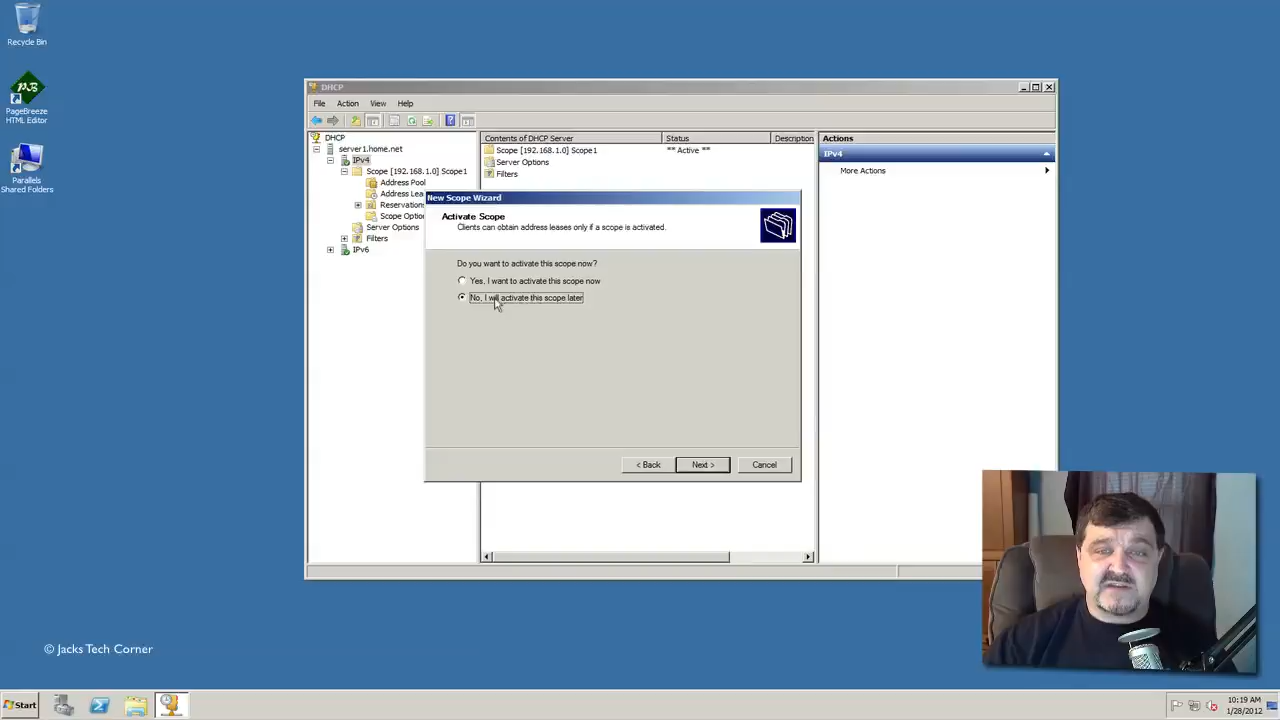 Recycle Bin
PageBreeze
HTML Editor
Parallels
Shared Folders
DHCP
File Action View Help
DHCP
server1.home.net
IPv4
Scope [192.168.1.0] Scope1
Address Pool
Address Lea
Reservations
Scope Optio
Server Options
Filters
IPv6
Contents of DHCP Server Status Description
Scope [192.168.1.0] Scope1 ** Active **
Server Options
Filters
Actions
IPv4
More Actions
New Scope Wizard
Activate Scope
Clients can obtain address leases only if a scope is activated.
Do you want to activate this scope now?
Yes, I want to activate this scope now
No, I will activate this scope later
< Back Next > Cancel
© Jacks Tech Corner
Start
10:19 AM
1/28/2012